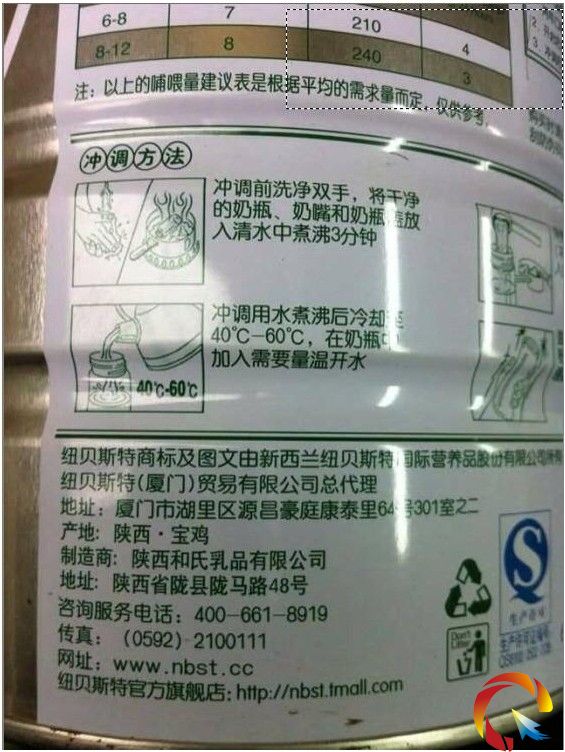 6-8 7 210
8-12 8 240 4
3
注：以上的哺喂量建议表是根据平均的需求量而定，仅供参考
冲调方法
冲调前洗净双手，将干净
的奶瓶、奶嘴和奶瓶盖放
入清水中煮沸3分钟
冲调用水煮沸后冷却至
40℃-60℃，在奶瓶中
加入需要量温开水
40℃-60℃
纽贝斯特商标及图文由新西兰纽贝斯特国际营养品股份有限公司所有
纽贝斯特(厦门)贸易有限公司总代理
地址：厦门市湖里区源昌豪庭康泰里64号301室之二
产地：陕西·宝鸡
制造商：陕西和氏乳品有限公司
地址：陕西省陇县陇马路48号
咨询服务电话：400-661-8919
传真：(0592)-2100111
网址：www.nbst.cc
纽贝斯特官方旗舰店：http://nbst.tmall.com
Don't
Litter
生产许可
生产许可证编号: